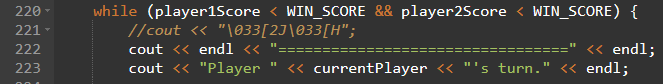 220 while (player1Score < WIN_SCORE && player2Score < WIN_SCORE) {
221 //cout << "\033[2J\033[H";
222 cout << endl << "==================================" << endl;
223 cout << "Player " << currentPlayer << "'s turn." << endl;